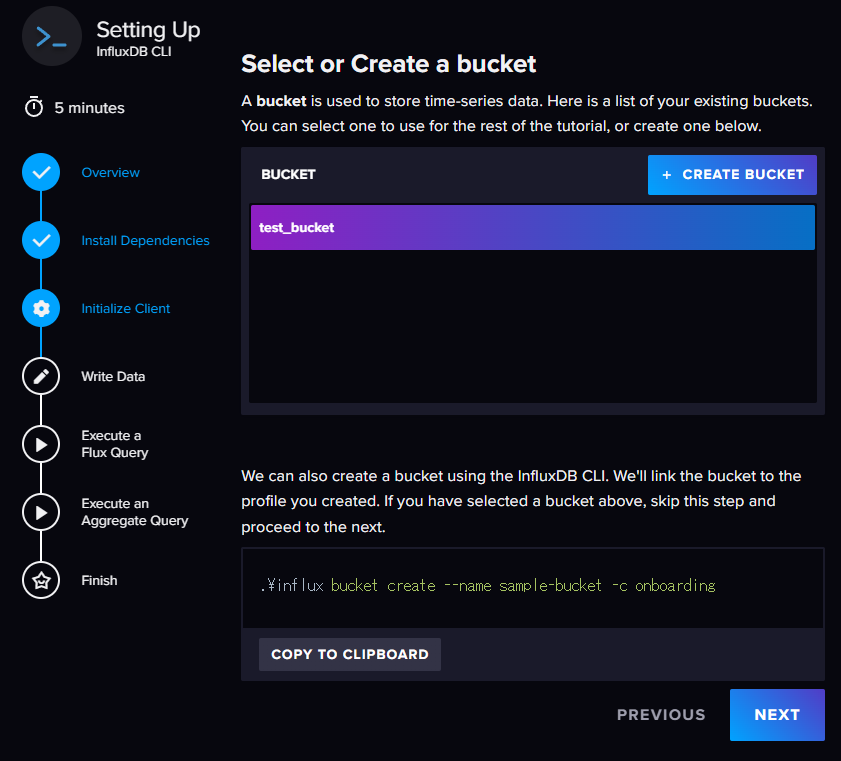 Setting Up
InfluxDB CLI
5 minutes
Overview
Install Dependencies
Initialize Client
Write Data
Execute a
Flux Query
Execute an
Aggregate Query
Finish
Select or Create a bucket
A bucket is used to store time-series data. Here is a list of your existing buckets.
You can select one to use for the rest of the tutorial, or create one below.
BUCKET
+ CREATE BUCKET
test_bucket
We can also create a bucket using the InfluxDB CLI. We'll link the bucket to the
profile you created. If you have selected a bucket above, skip this step and
proceed to the next.
.¥influx bucket create --name sample-bucket -c onboarding
COPY TO CLIPBOARD
PREVIOUS
NEXT